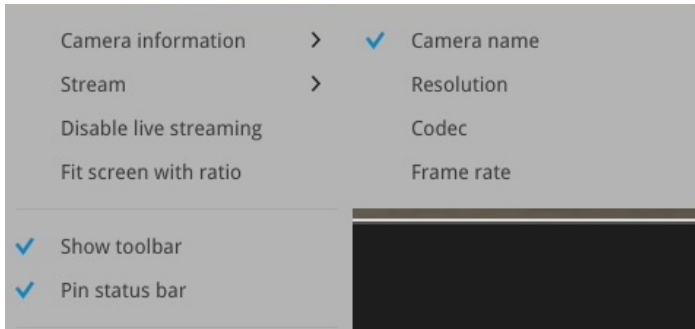 Camera information
Stream
Disable live streaming
Fit screen with ratio
Show toolbar
Pin status bar
Camera name
Resolution
Codec
Frame rate